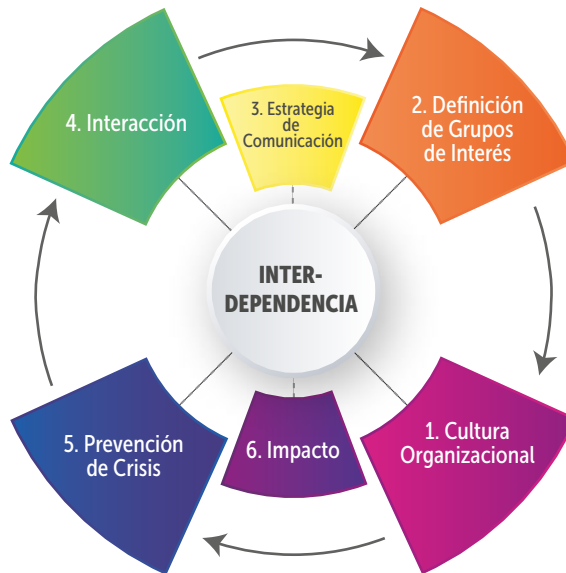 4. Interacción
3. Estrategia
de
Comunicación
2. Definición
de Grupos
de Interés
INTER-
DEPENDENCIA
5. Prevención
de Crisis
6. Impacto
1. Cultura
Organizacional